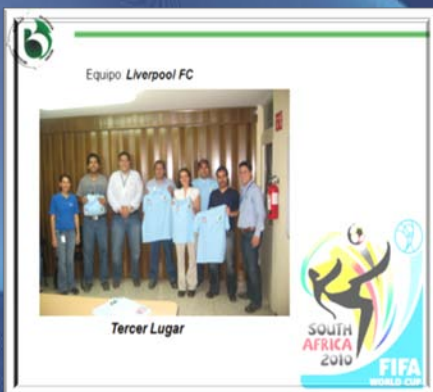 Equipo Liverpool FC
Tercer Lugar
SOUTH
AFRICA
2010
FIFA
WORLD CUP